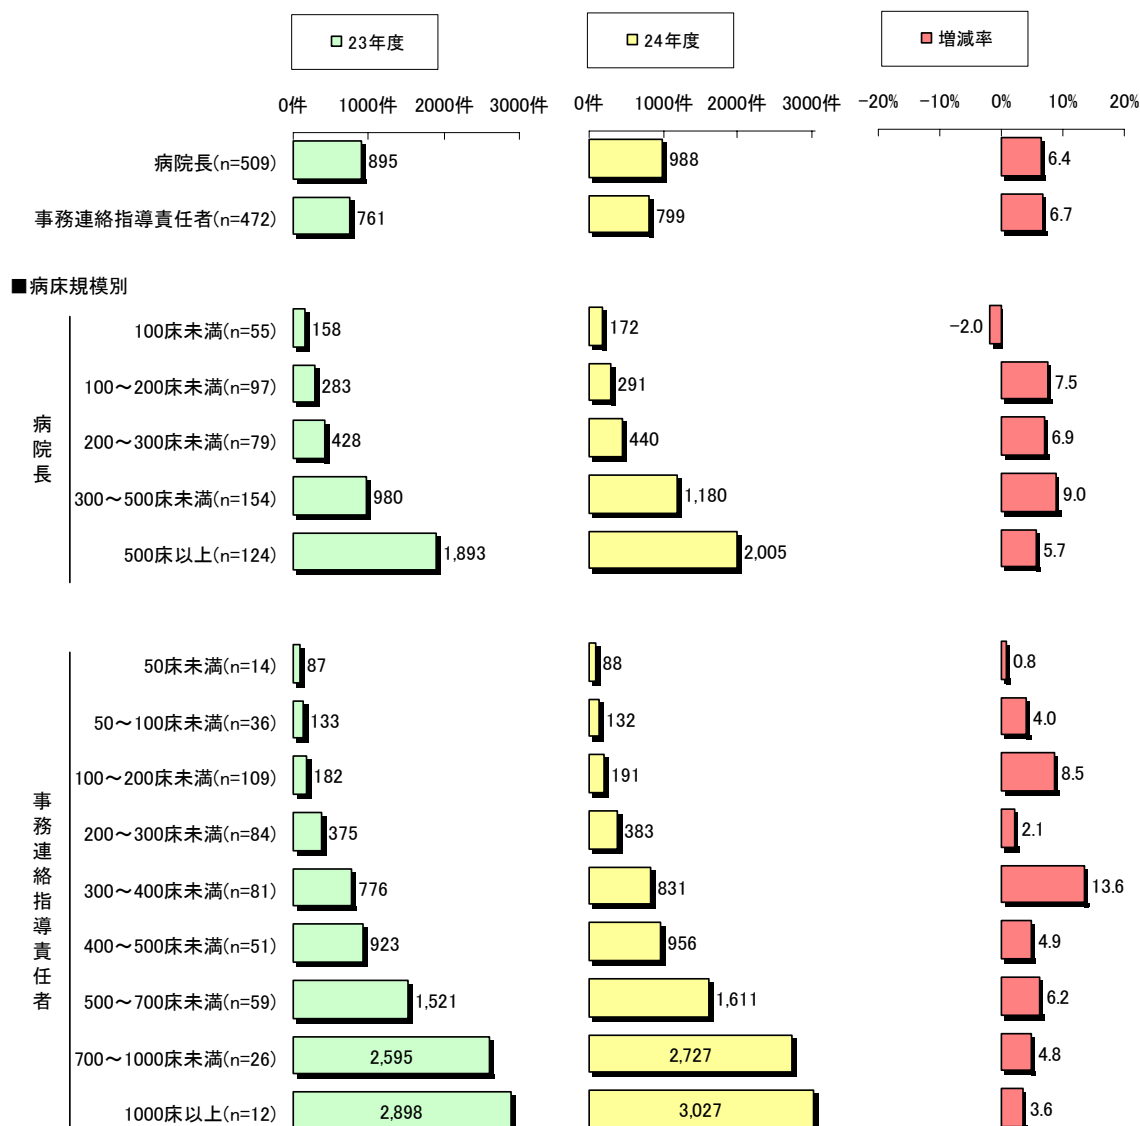 23年度 24年度 増減率
0件 1000件 2000件 3000件 0件 1000件 2000件 3000件 -20% -10% 0% 10% 20%
病院長(n=509) 895 988 6.4
事務連絡指導責任者(n=472) 761 799 6.7
■病床規模別
病院長
100床未満(n=55) 158 172 -2.0
100～200床未満(n=97) 283 291 7.5
200～300床未満(n=79) 428 440 6.9
300～500床未満(n=154) 980 1,180 9.0
500床以上(n=124) 1,893 2,005 5.7
事務連絡指導責任者
50床未満(n=14) 87 88 0.8
50～100床未満(n=36) 133 132 4.0
100～200床未満(n=109) 182 191 8.5
200～300床未満(n=84) 375 383 2.1
300～400床未満(n=81) 776 831 13.6
400～500床未満(n=51) 923 956 4.9
500～700床未満(n=59) 1,521 1,611 6.2
700～1000床未満(n=26) 2,595 2,727 4.8
1000床以上(n=12) 2,898 3,027 3.6